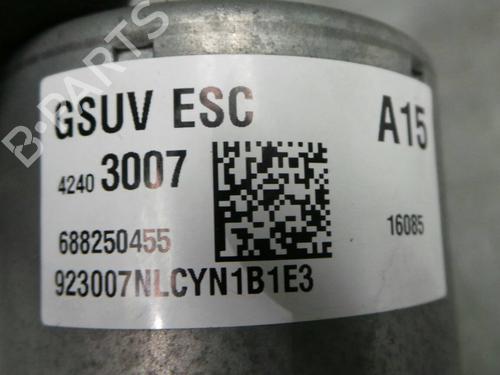 B-PARTS
GSUV ESC A15
4240 3007
688250455 16085
923007NLCYN1B1E3